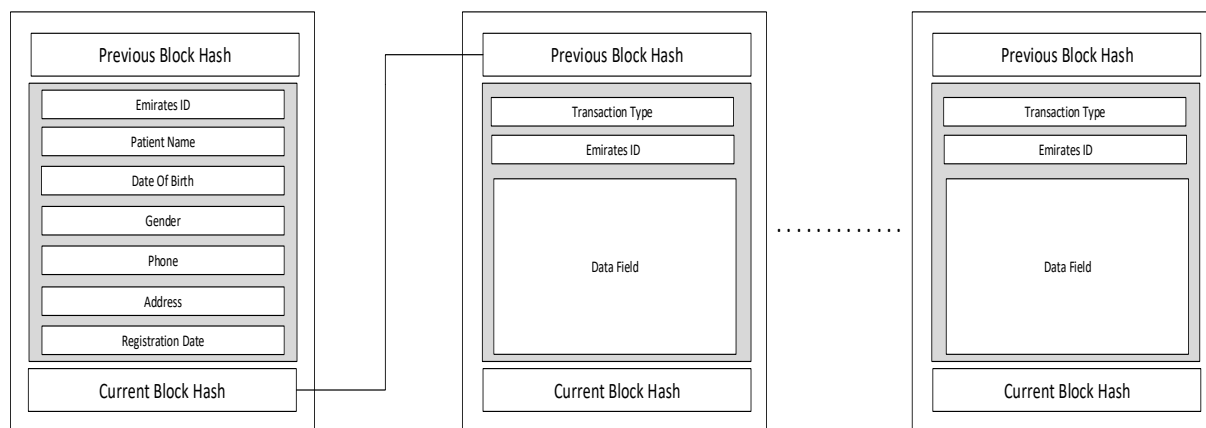 Previous Block Hash
Emirates ID
Patient Name
Date Of Birth
Gender
Phone
Address
Registration Date
Current Block Hash
Previous Block Hash
Transaction Type
Emirates ID
Data Field
Current Block Hash
Previous Block Hash
Transaction Type
Emirates ID
Data Field
Current Block Hash